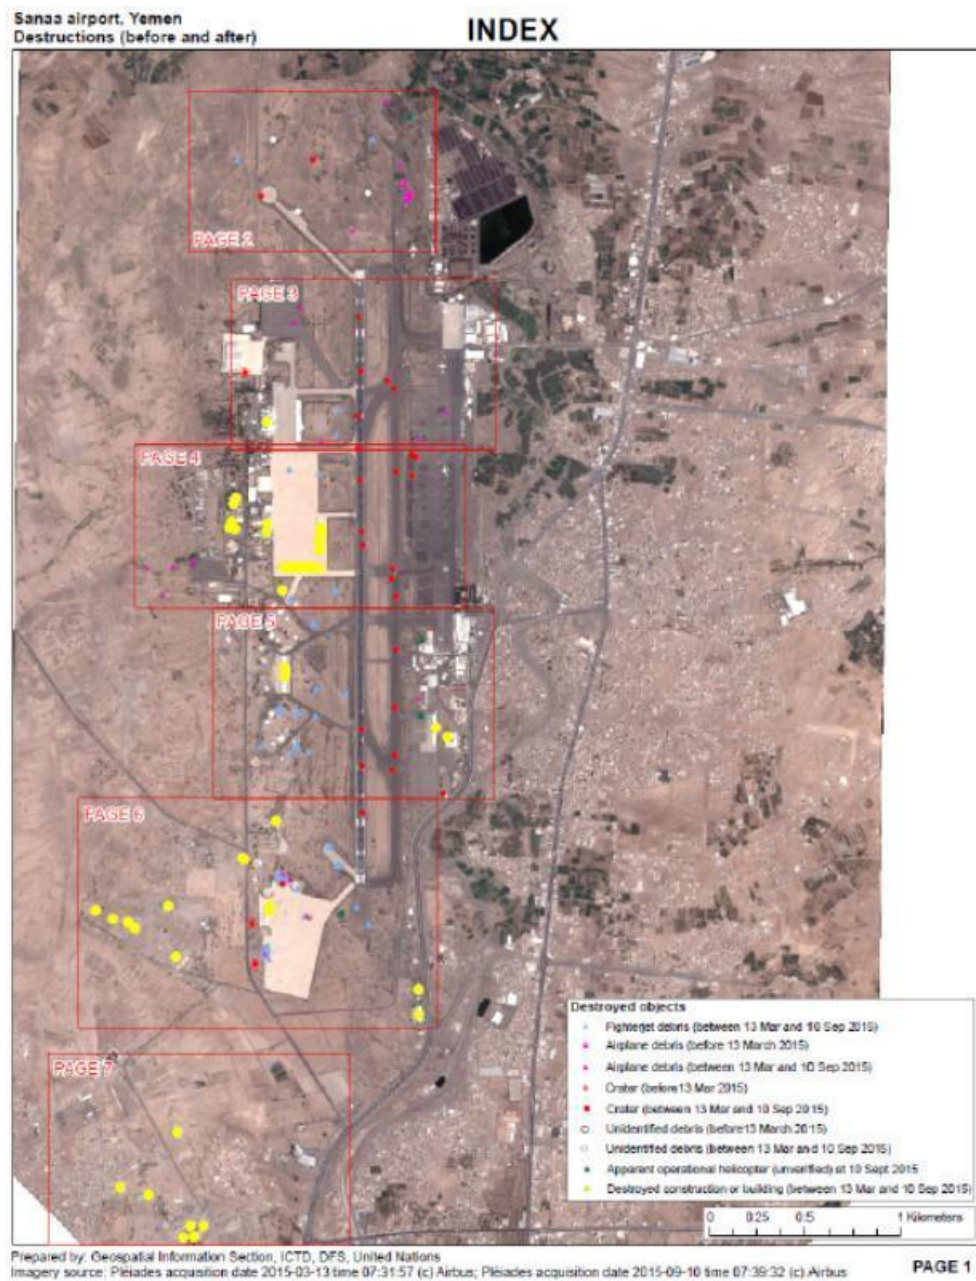 Sanaa airport, Yemen
Destructions (before and after)
INDEX
PAGE 2
PAGE 3
PAGE 4
PAGE 5
PAGE 6
PAGE 7
Destroyed objects
Fighterjet debris (between 13 Mar and 10 Sep 2015)
Airplane debris (before 13 March 2015)
Airplane debris (between 13 Mar and 10 Sep 2015)
Crater (before13 Mar 2015)
Crater (between 13 Mar and 10 Sep 2015)
Unidentified debris (before13 March 2015)
Unidentified debris (between 13 Mar and 10 Sep 2015)
Apparent operational helicopter (unverified) at 10 Sept 2015
Destroyed construction or building (between 13 Mar and 10 Sep 2015)
0 0.25 0.5 1 Kilometers
Prepared by: Geospatial Information Section, ICTD, DFS, United Nations
Imagery source: Pléiades acquisition date 2015-03-13 time 07:31:57 (c) Airbus; Pléiades acquisition date 2015-09-10 time 07:39:32 (c) Airbus
PAGE 1